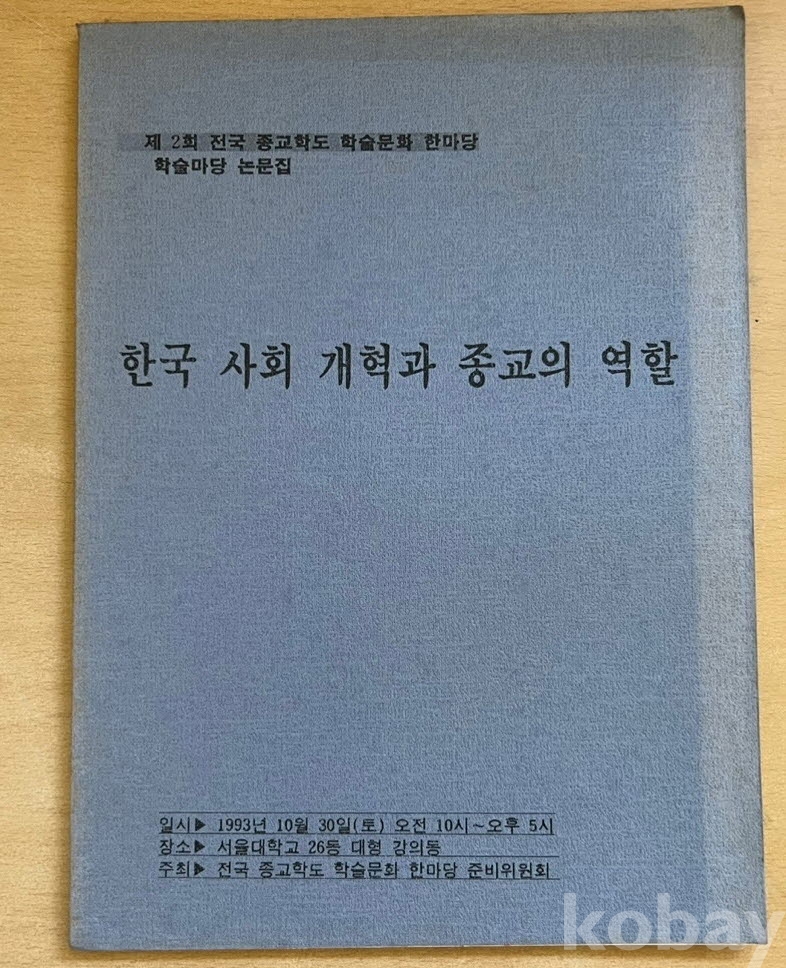 제 2회 전국 종교학도 학술문화 한마당
학술마당 논문집
한국 사회 개혁과 종교의 역할
일시▶ 1993년 10월 30일(토) 오전 10시~오후 5시
장소▶ 서울대학교 26동 대형 강의동
주최▶ 전국 종교학도 학술문화 한마당 준비위원회
kobay